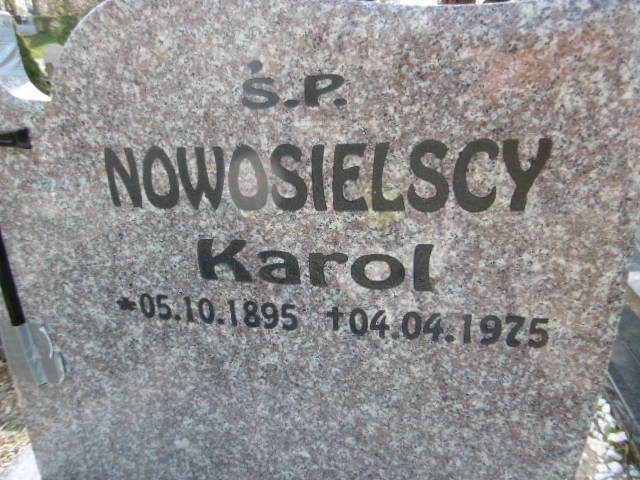 Ś.P.
NOWOSIELSCY
Karol
*05.10.1895 †04.04.1975